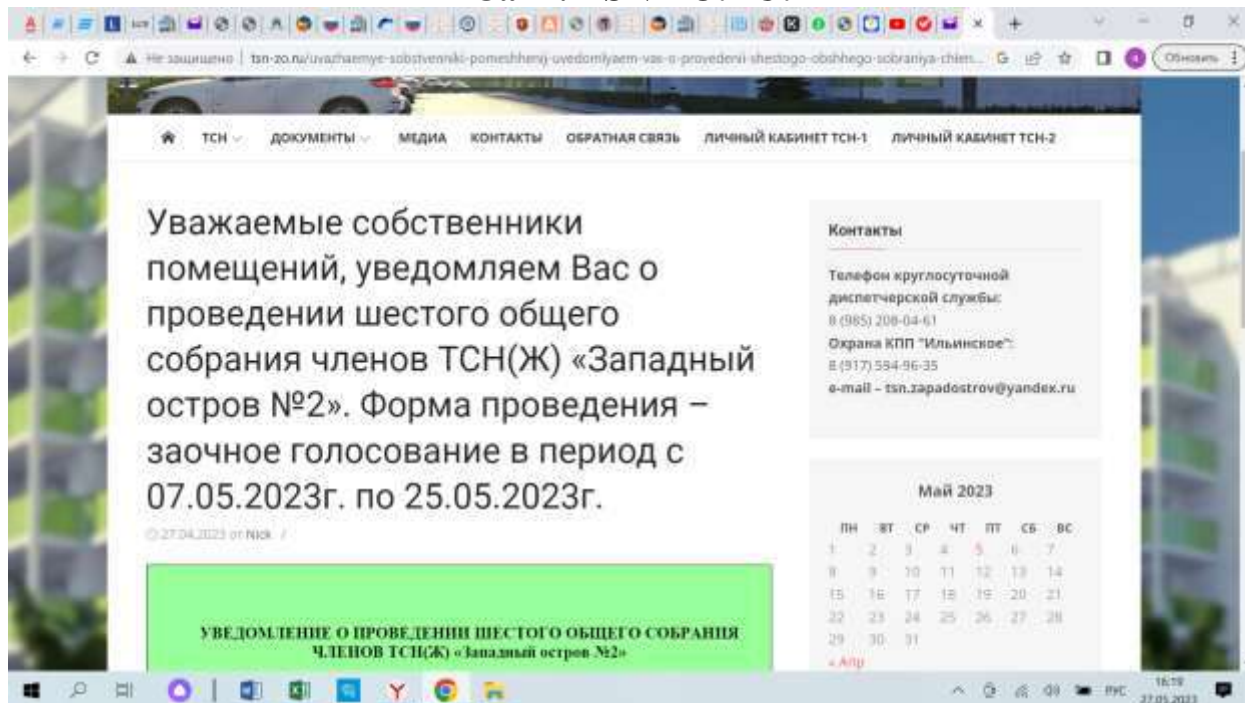 Не защищено | tsn-zo.ru/uvazhaemye-sobstvenniki-pomeshhenij-uvedomlyaem-vas-o-provedenii-shestogo-obshhego-sobraniya-chlen...
Обновить
ТСН ДОКУМЕНТЫ МЕДИА КОНТАКТЫ ОБРАТНАЯ СВЯЗЬ ЛИЧНЫЙ КАБИНЕТ ТСН-1 ЛИЧНЫЙ КАБИНЕТ ТСН-2
Уважаемые собственники
помещений, уведомляем Вас о
проведении шестого общего
собрания членов ТСН(Ж) «Западный
остров №2». Форма проведения –
заочное голосование в период с
07.05.2023г. по 25.05.2023г.
27.04.2023 от Nick /
УВЕДОМЛЕНИЕ О ПРОВЕДЕНИИ ШЕСТОГО ОБЩЕГО СОБРАНИЯ
ЧЛЕНОВ ТСН(Ж) «Западный остров №2»
Контакты
Телефон круглосуточной
диспетчерской службы:
8 (985) 208-04-61
Охрана КПП "Ильинское":
8 (917) 594-96-35
e-mail – tsn.zapadostrov@yandex.ru
Май 2023
ПН ВТ СР ЧТ ПТ СБ ВС
1 2 3 4 5 6 7
8 9 10 11 12 13 14
15 16 17 18 19 20 21
22 23 24 25 26 27 28
29 30 31
« Апр
РУС
16:19
27.05.2023